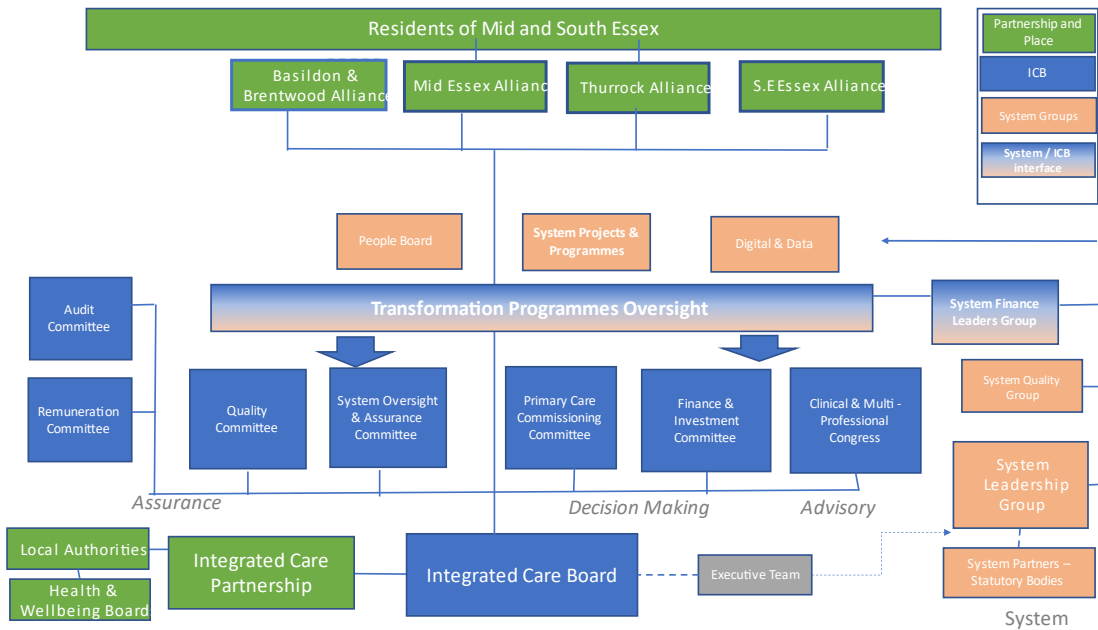 Residents of Mid and South Essex
Partnership and
Place
ICB
System Groups
System / ICB
interface
Basildon &
Brentwood Alliance
Mid Essex Alliance
Thurrock Alliance
S.E Essex Alliance
People Board
System Projects &
Programmes
Digital & Data
Audit
Committee
Transformation Programmes Oversight
System Finance
Leaders Group
Remuneration
Committee
Quality
Committee
System Oversight
& Assurance
Committee
Primary Care
Commissioning
Committee
Finance &
Investment
Committee
Clinical & Multi -
Professional
Congress
System Quality
Group
Assurance
Decision Making
Advisory
System
Leadership
Group
Local Authorities
Health &
Wellbeing Board
Integrated Care
Partnership
Integrated Care Board
Executive Team
System Partners –
Statutory Bodies
System